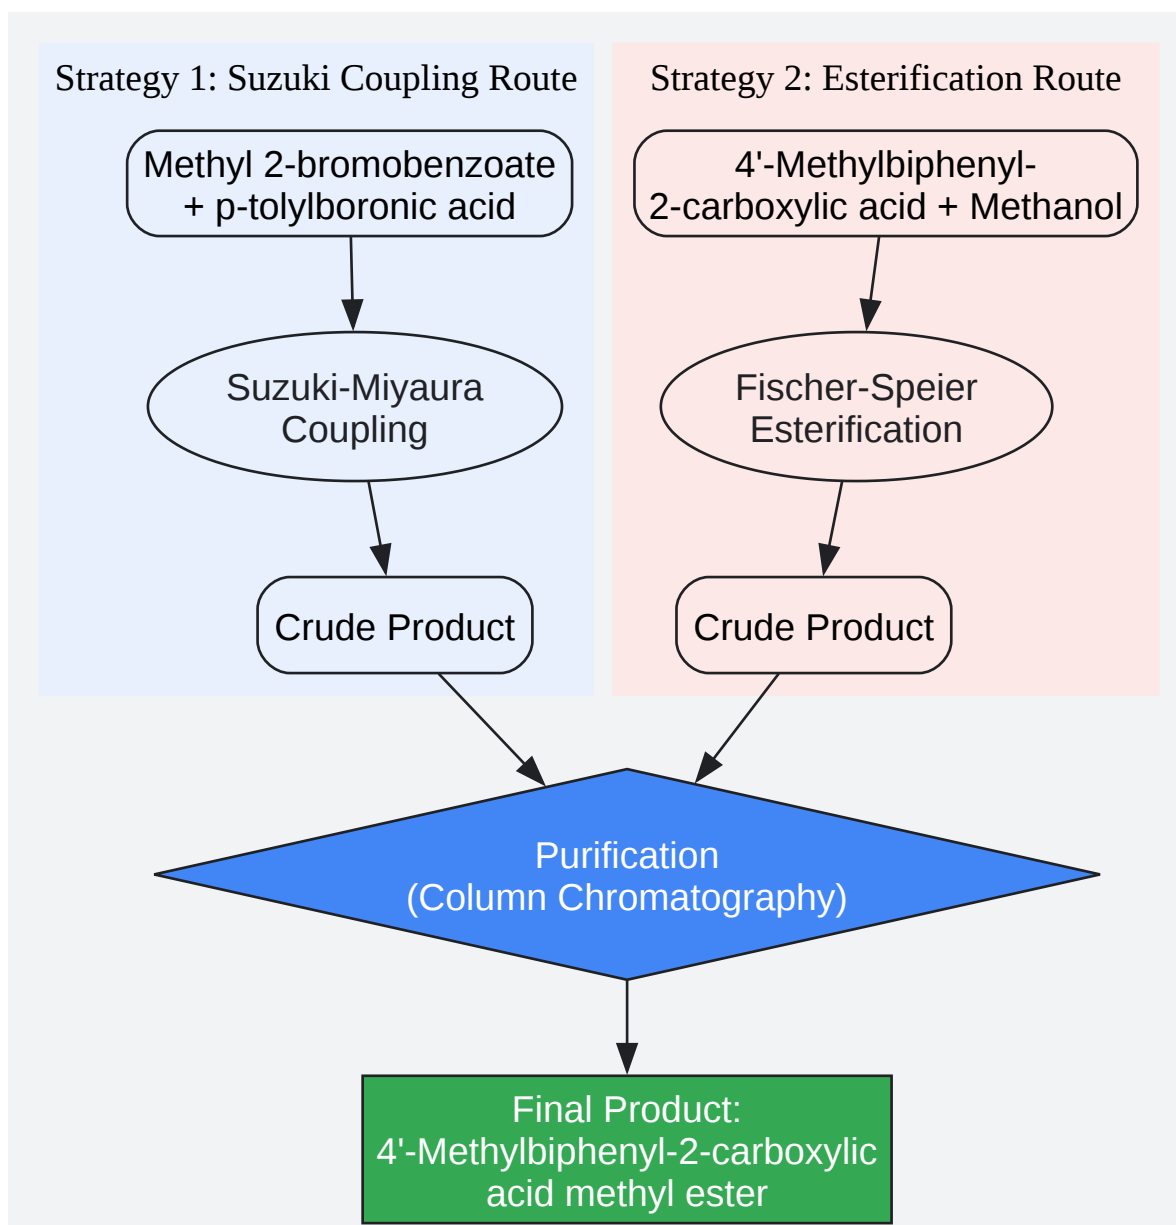 Strategy 1: Suzuki Coupling Route
Methyl 2-bromobenzoate
+ p-tolylboronic acid
Suzuki-Miyaura
Coupling
Crude Product
Strategy 2: Esterification Route
4'-Methylbiphenyl-
2-carboxylic acid + Methanol
Fischer-Speier
Esterification
Crude Product
Purification
(Column Chromatography)
Final Product:
4'-Methylbiphenyl-2-carboxylic
acid methyl ester